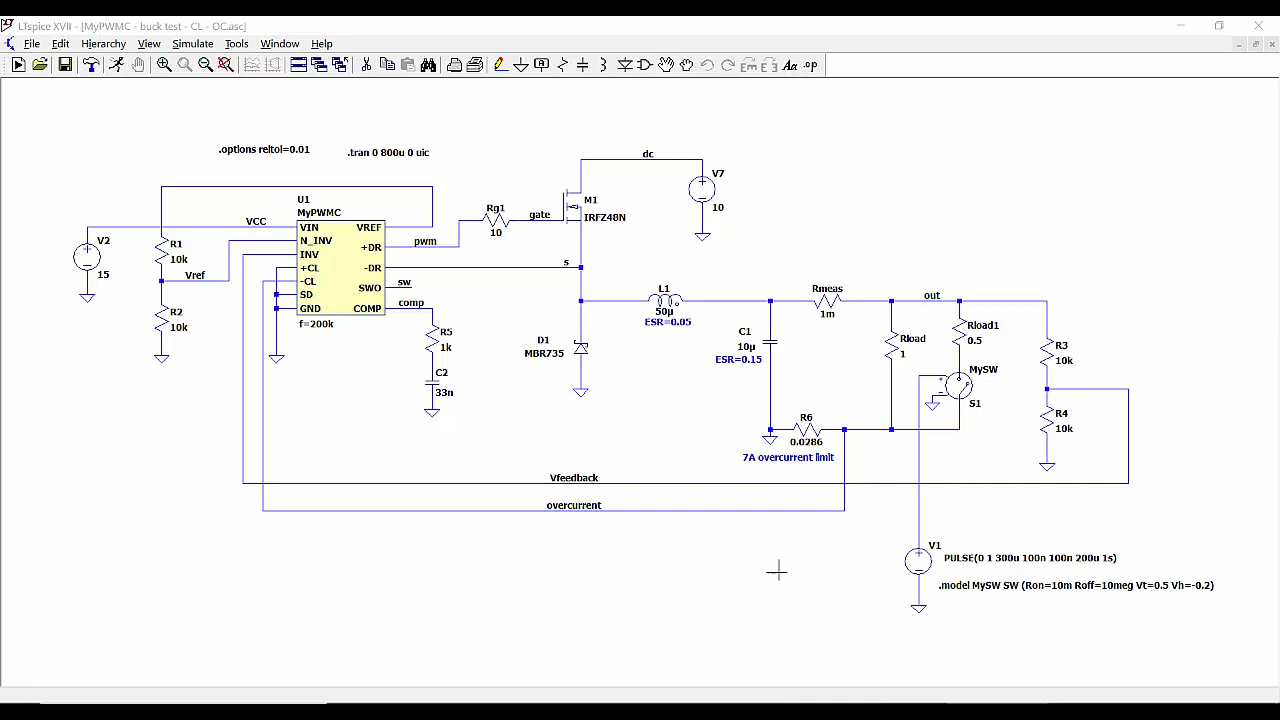 LTspice XVII - [MyPWMC - buck test - CL - OC.asc]
File Edit Hierarchy View Simulate Tools Window Help
.options reltol=0.01
.tran 0 800u 0 uic
dc
V7
10
U1
MyPWMC
M1
IRFZ48N
Rg1
10
gate
VCC
VIN
VREF
N_INV
+DR
pwm
INV
-DR
s
+CL
-CL
SWO
sw
SD
GND
COMP
comp
f=200k
V2
15
R1
10k
Vref
R2
10k
R5
1k
C2
33n
L1
50µ
ESR=0.05
D1
MBR735
C1
10µ
ESR=0.15
Rmeas
1m
out
Rload
1
Rload1
0.5
MySW
S1
+
-
R3
10k
R4
10k
R6
0.0286
7A overcurrent limit
Vfeedback
overcurrent
V1
PULSE(0 1 300u 100n 100n 200u 1s)
.model MySW SW (Ron=10m Roff=10meg Vt=0.5 Vh=-0.2)
Aa .op